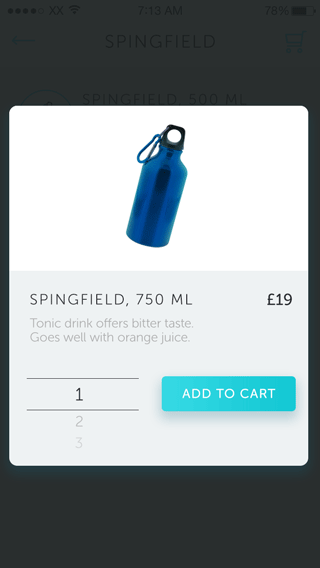 XX 7:13 AM 78%
SPINGFIELD
SPINGFIELD, 500 ML
SPINGFIELD, 750 ML £19
Tonic drink offers bitter taste.
Goes well with orange juice.
1 ADD TO CART
2
3